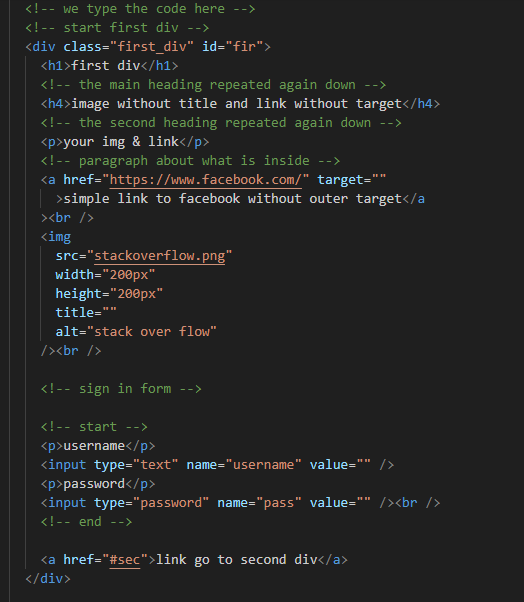 <!-- we type the code here -->
<!-- start first div -->
<div class="first_div" id="fir">
<h1>first div</h1>
<!-- the main heading repeated again down -->
<h4>image without title and link without target</h4>
<!-- the second heading repeated again down -->
<p>your img & link</p>
<!-- paragraph about what is inside -->
<a href="https://www.facebook.com/" target=""
>simple link to facebook without outer target</a
><br />
<img
src="stackoverflow.png"
width="200px"
height="200px"
title=""
alt="stack over flow"
/><br />
<!-- sign in form -->
<!-- start -->
<p>username</p>
<input type="text" name="username" value="" />
<p>password</p>
<input type="password" name="pass" value="" /><br />
<!-- end -->
<a href="#sec">link go to second div</a>
</div>